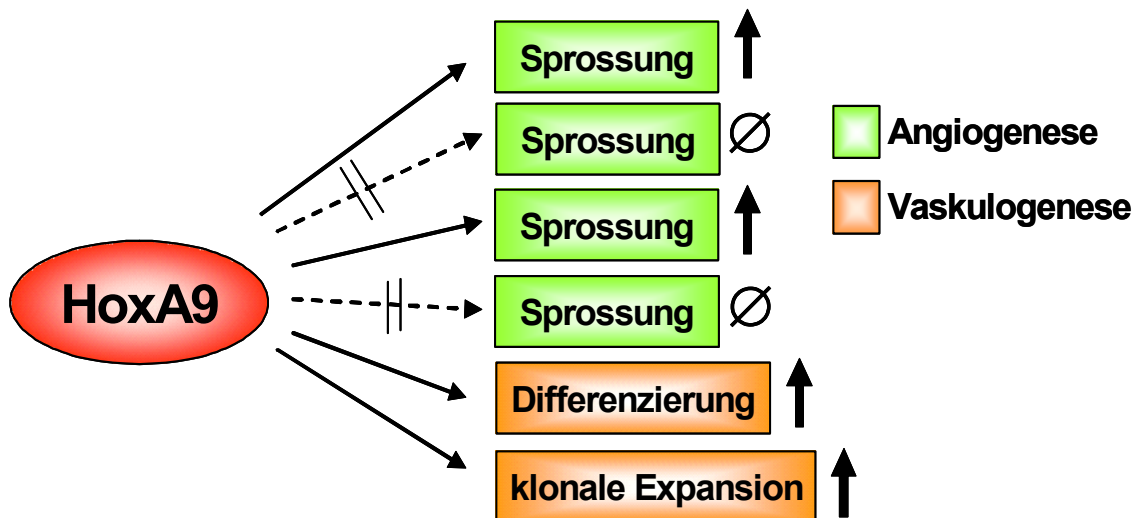 Sprossung
Sprossung ∅
Angiogenese
Sprossung
Vaskulogenese
HoxA9
Sprossung ∅
Differenzierung
klonale Expansion